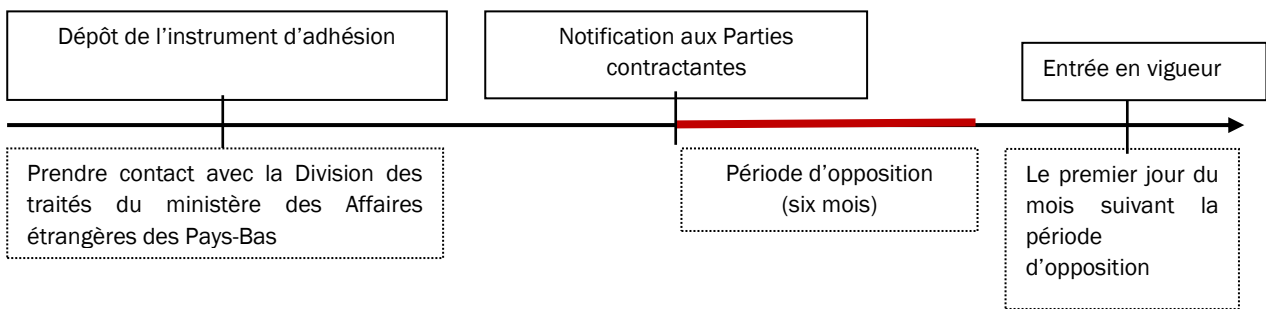 Dépôt de l’instrument d’adhésion
Notification aux Parties
contractantes
Entrée en vigueur
Prendre contact avec la Division des
traités du ministère des Affaires
étrangères des Pays-Bas
Période d’opposition
(six mois)
Le premier jour du
mois suivant la
période
d’opposition